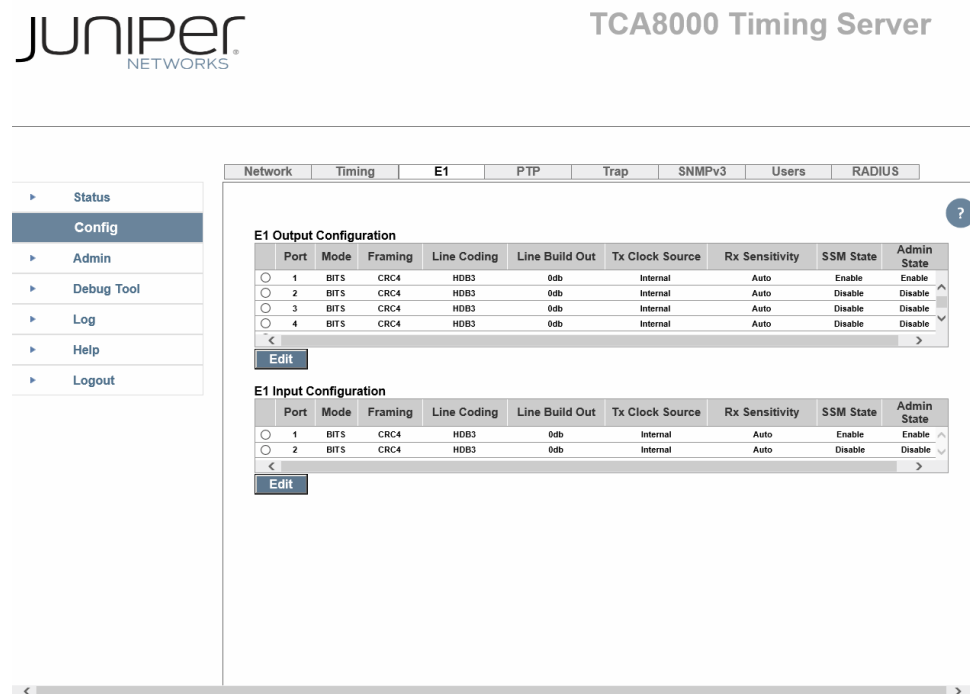 JUNIPER
NETWORKS
TCA8000 Timing Server
Network Timing E1 PTP Trap SNMPv3 Users RADIUS
Status
Config
Admin
Debug Tool
Log
Help
Logout
?
E1 Output Configuration
Port Mode Framing Line Coding Line Build Out Tx Clock Source Rx Sensitivity SSM State Admin State
1 BITS CRC4 HDB3 0db Internal Auto Enable Enable
2 BITS CRC4 HDB3 0db Internal Auto Disable Disable
3 BITS CRC4 HDB3 0db Internal Auto Disable Disable
4 BITS CRC4 HDB3 0db Internal Auto Disable Disable
Edit
E1 Input Configuration
Port Mode Framing Line Coding Line Build Out Tx Clock Source Rx Sensitivity SSM State Admin State
1 BITS CRC4 HDB3 0db Internal Auto Enable Enable
2 BITS CRC4 HDB3 0db Internal Auto Disable Disable
Edit